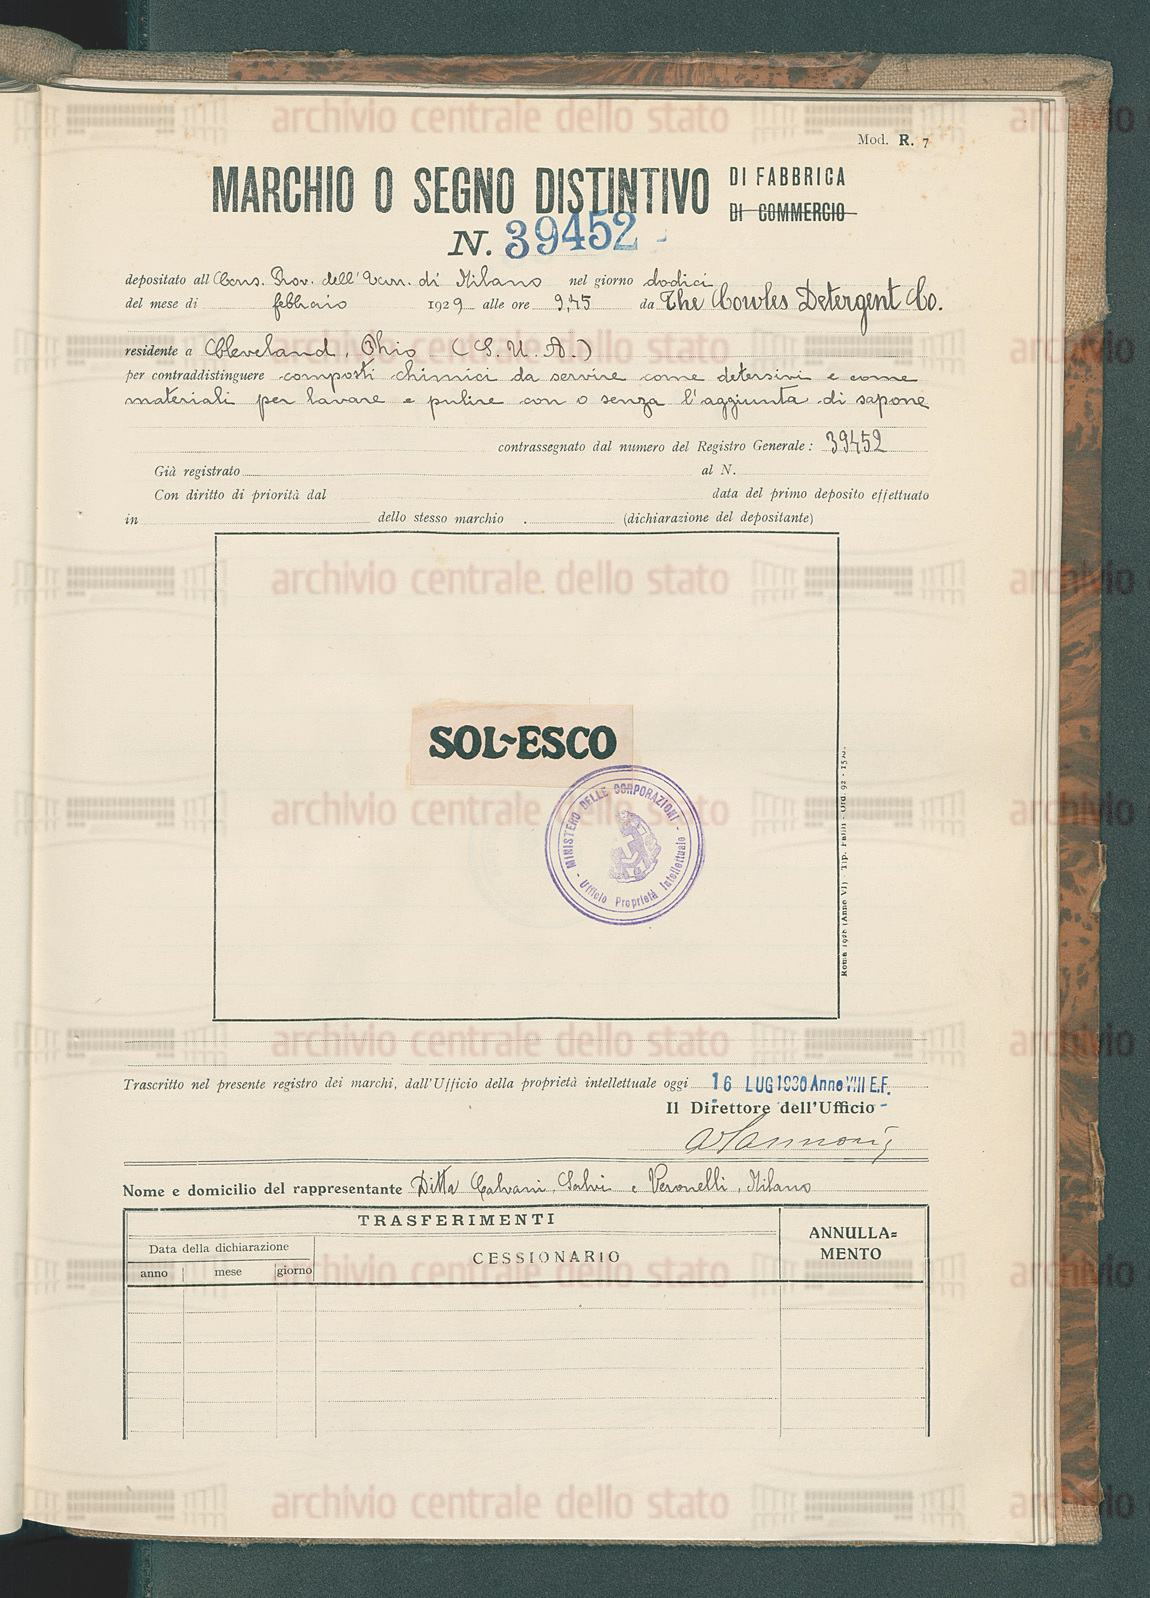 Mod. R. 7
MARCHIO O SEGNO DISTINTIVO DI FABBRICA
DI COMMERCIO
N. 39452
depositato all Cons. Prov. dell'Econ. di Milano nel giorno dodici
del mese di febbraio 1929 alle ore 9,45 da The Cowles Detergent Co.
residente a Cleveland, Ohio (S. U. A.)
per contraddistinguere composti chimici da servire come detersivi e come
materiali per lavare e pulire con o senza l'aggiunta di sapone
contrassegnato dal numero del Registro Generale: 39452
Già registrato al N.
Con diritto di priorità dal data del primo deposito effettuato
in dello stesso marchio . (dichiarazione del depositante)
SOL~ESCO
MINISTERO DELLE CORPORAZIONI
- Ufficio Proprietà Intellettuale -
Trascritto nel presente registro dei marchi, dall'Ufficio della proprietà intellettuale oggi 16 LUG 1930 Anno VIII E.F.
Il Direttore dell'Ufficio
Nome e domicilio del rappresentante Ditta Calvani, Salvi e Veronelli, Milano
TRASFERIMENTI
ANNULLA=
MENTO
Data della dichiarazione
CESSIONARIO
anno mese giorno
archivio centrale dello stato